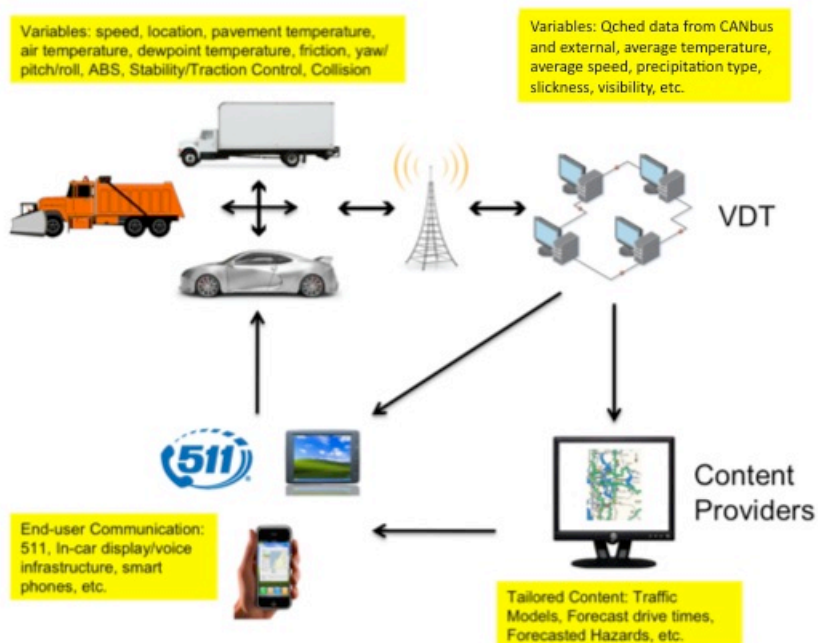 Variables: speed, location, pavement temperature,
air temperature, dewpoint temperature, friction, yaw/
pitch/roll, ABS, Stability/Traction Control, Collision
Variables: Qched data from CANbus
and external, average temperature,
average speed, precipitation type,
slickness, visibility, etc.
VDT
511
Content
Providers
End-user Communication:
511, In-car display/voice
infrastructure, smart
phones, etc.
Tailored Content: Traffic
Models, Forecast drive times,
Forecasted Hazards, etc.